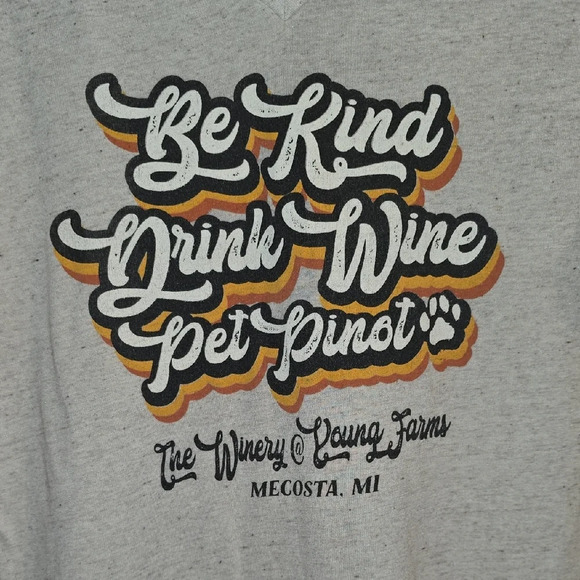 Be Kind
Drink Wine
Pet Pinot
The Winery @ Young Farms
MECOSTA, MI